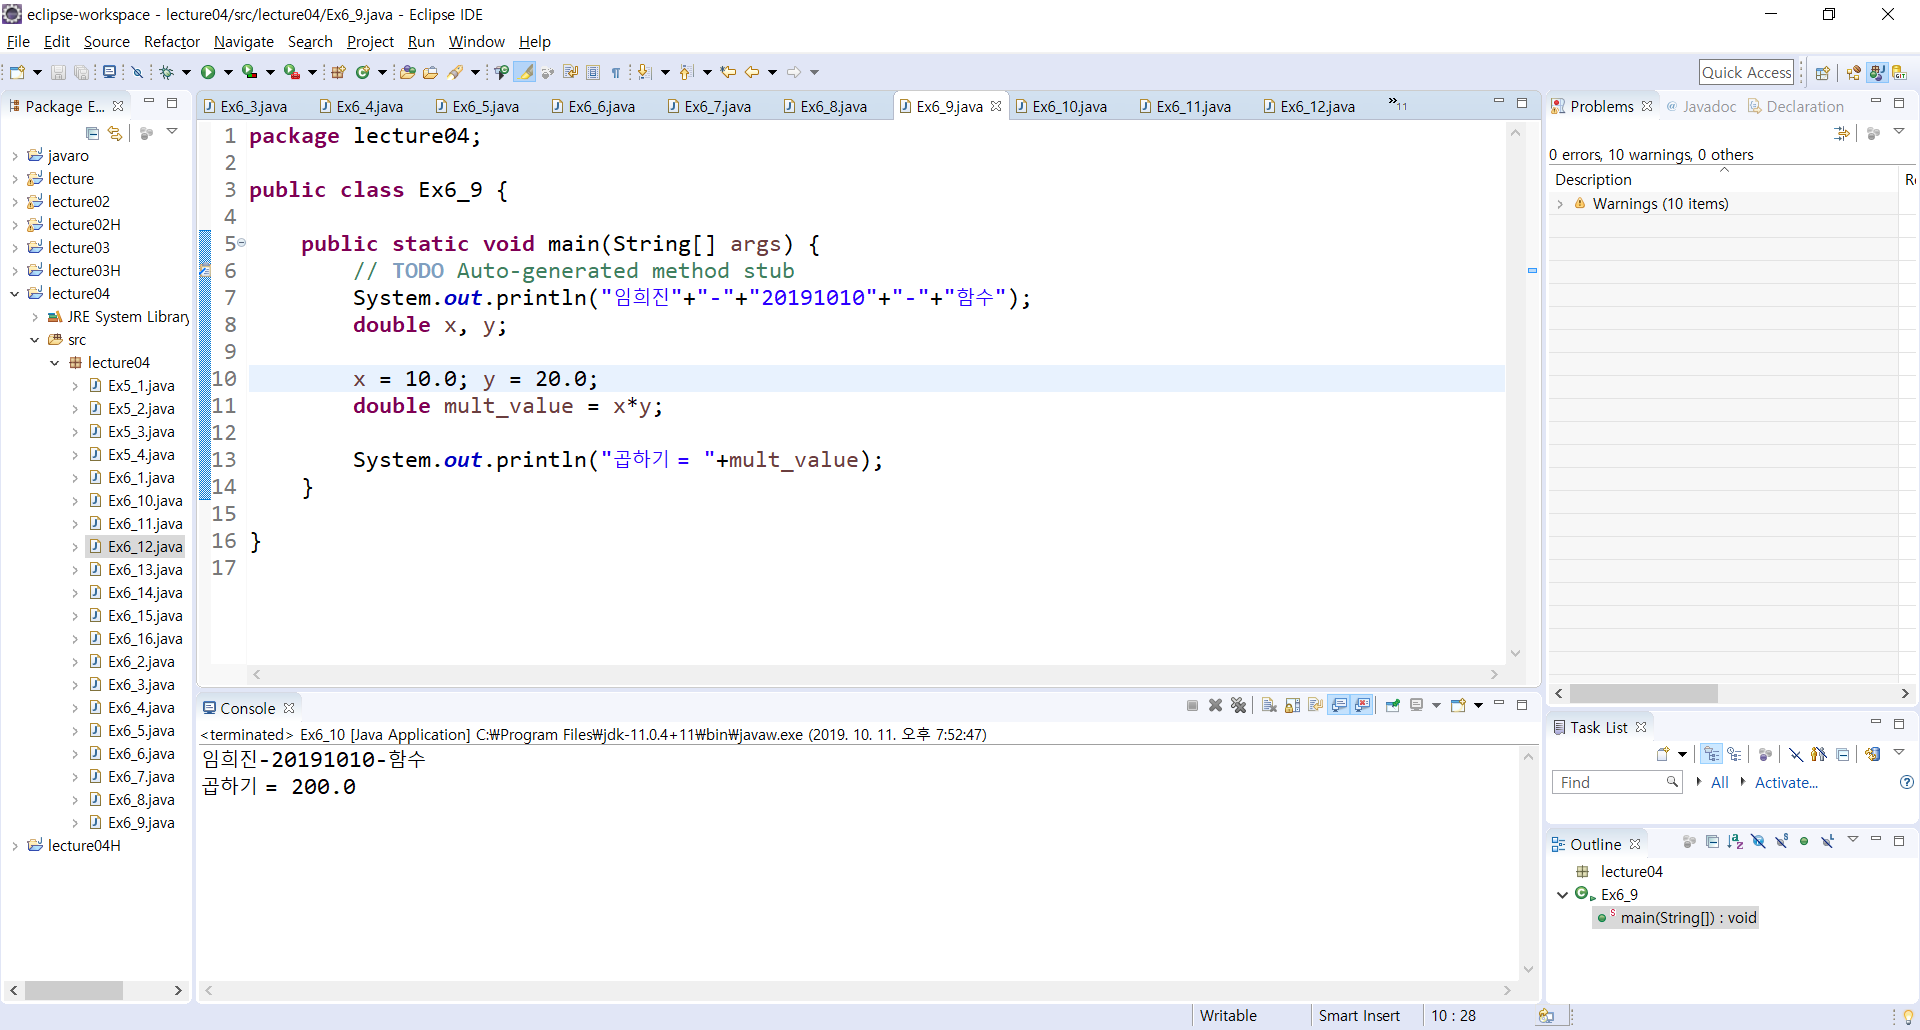 eclipse-workspace - lecture04/src/lecture04/Ex6_9.java - Eclipse IDE
File Edit Source Refactor Navigate Search Project Run Window Help
Quick Access
Package E...
javaro
lecture
lecture02
lecture02H
lecture03
lecture03H
lecture04
JRE System Library
src
lecture04
Ex5_1.java
Ex5_2.java
Ex5_3.java
Ex5_4.java
Ex6_1.java
Ex6_10.java
Ex6_11.java
Ex6_12.java
Ex6_13.java
Ex6_14.java
Ex6_15.java
Ex6_16.java
Ex6_2.java
Ex6_3.java
Ex6_4.java
Ex6_5.java
Ex6_6.java
Ex6_7.java
Ex6_8.java
Ex6_9.java
lecture04H
Ex6_3.java Ex6_4.java Ex6_5.java Ex6_6.java Ex6_7.java Ex6_8.java Ex6_9.java Ex6_10.java Ex6_11.java Ex6_12.java »11
1 package lecture04;
2
3 public class Ex6_9 {
4
5 public static void main(String[] args) {
6 // TODO Auto-generated method stub
7 System.out.println("임희진"+"-"+"20191010"+"-"+"함수");
8 double x, y;
9
10 x = 10.0; y = 20.0;
11 double mult_value = x*y;
12
13 System.out.println("곱하기 = "+mult_value);
14 }
15
16 }
17
Console
<terminated> Ex6_10 [Java Application] C:₩Program Files₩jdk-11.0.4+11₩bin₩javaw.exe (2019. 10. 11. 오후 7:52:47)
임희진-20191010-함수
곱하기 = 200.0
Problems @ Javadoc Declaration
0 errors, 10 warnings, 0 others
Description
Warnings (10 items)
Task List
Find All Activate...
Outline
lecture04
Ex6_9
main(String[]) : void
Writable Smart Insert 10 : 28